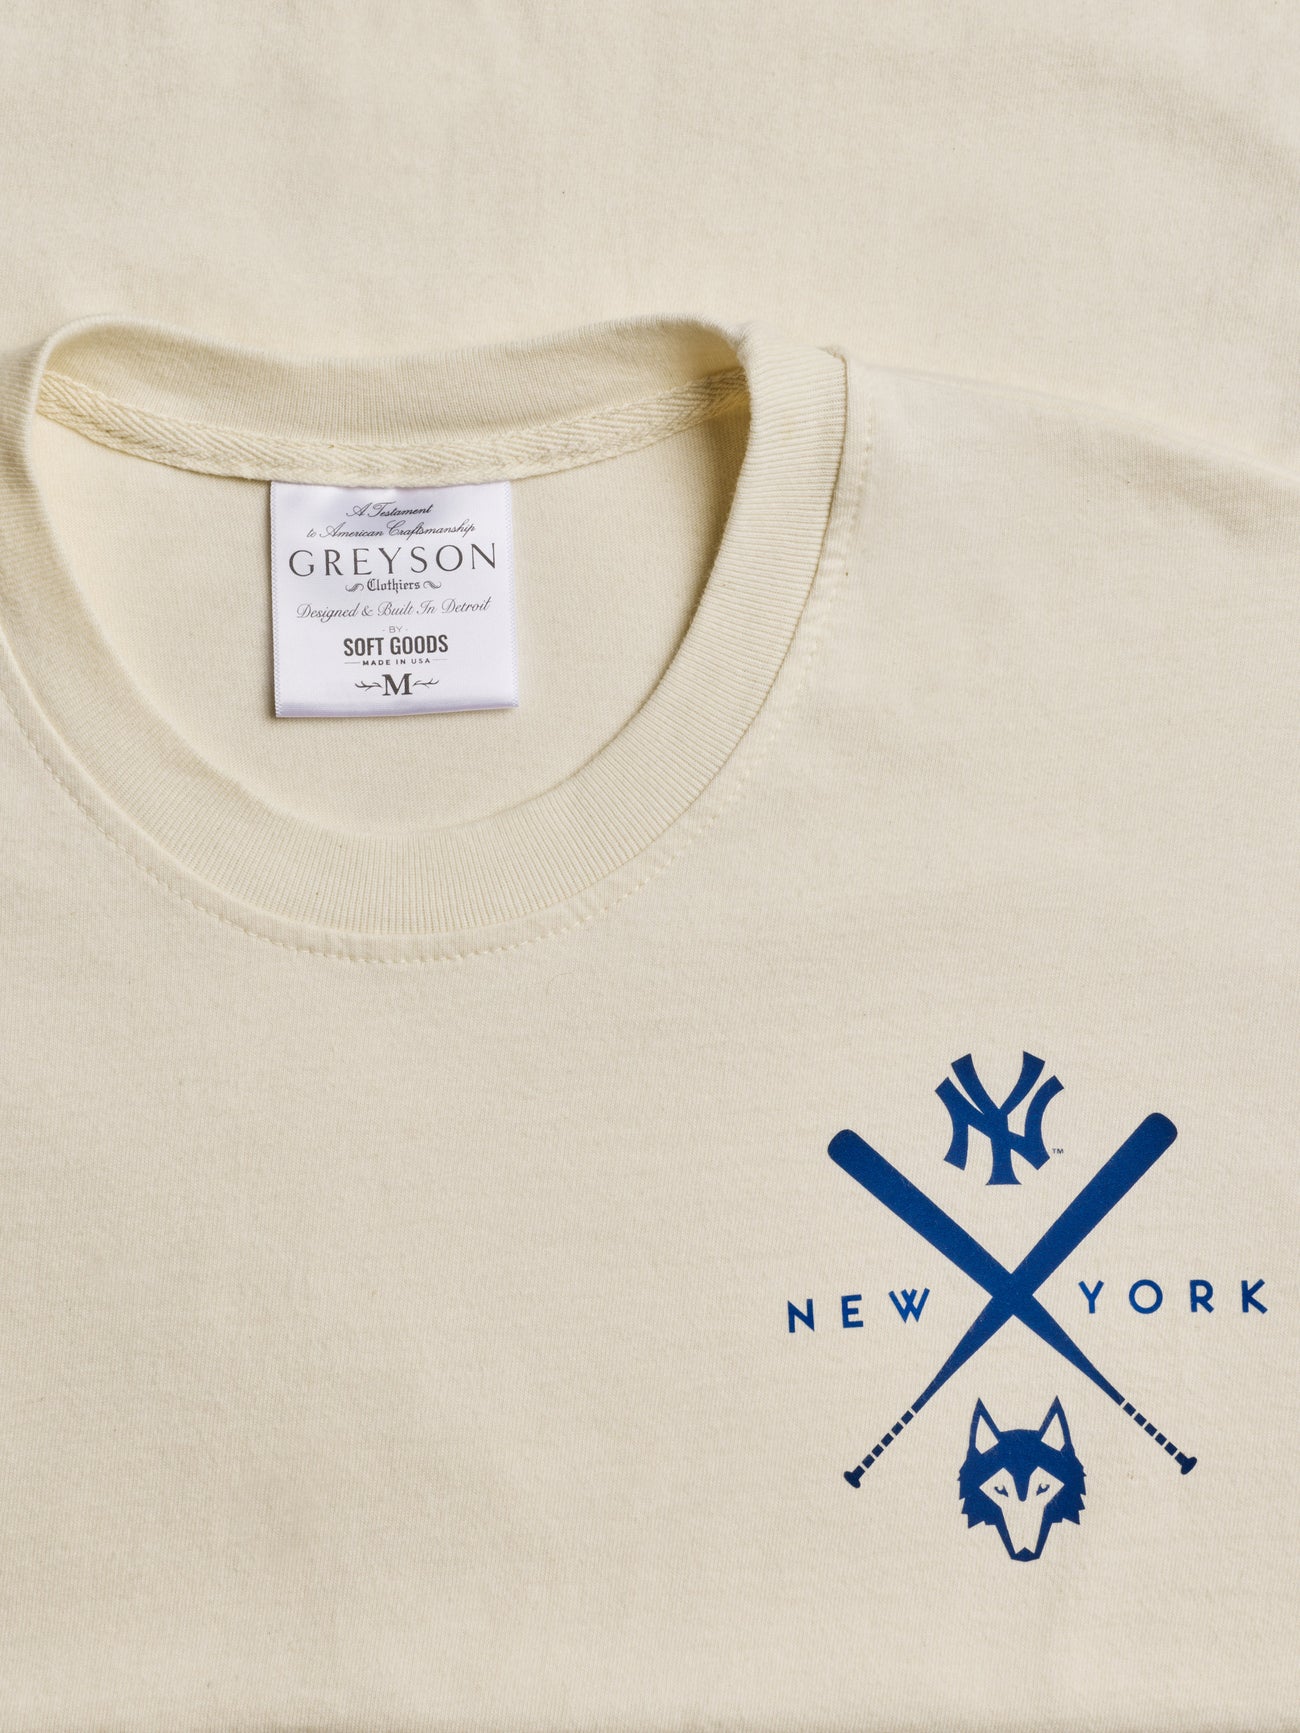 A Testament
to American Craftsmanship
GREYSON
Clothiers
Designed & Built In Detroit
- BY -
SOFT GOODS
MADE IN USA
M
NY
TM
NEW YORK